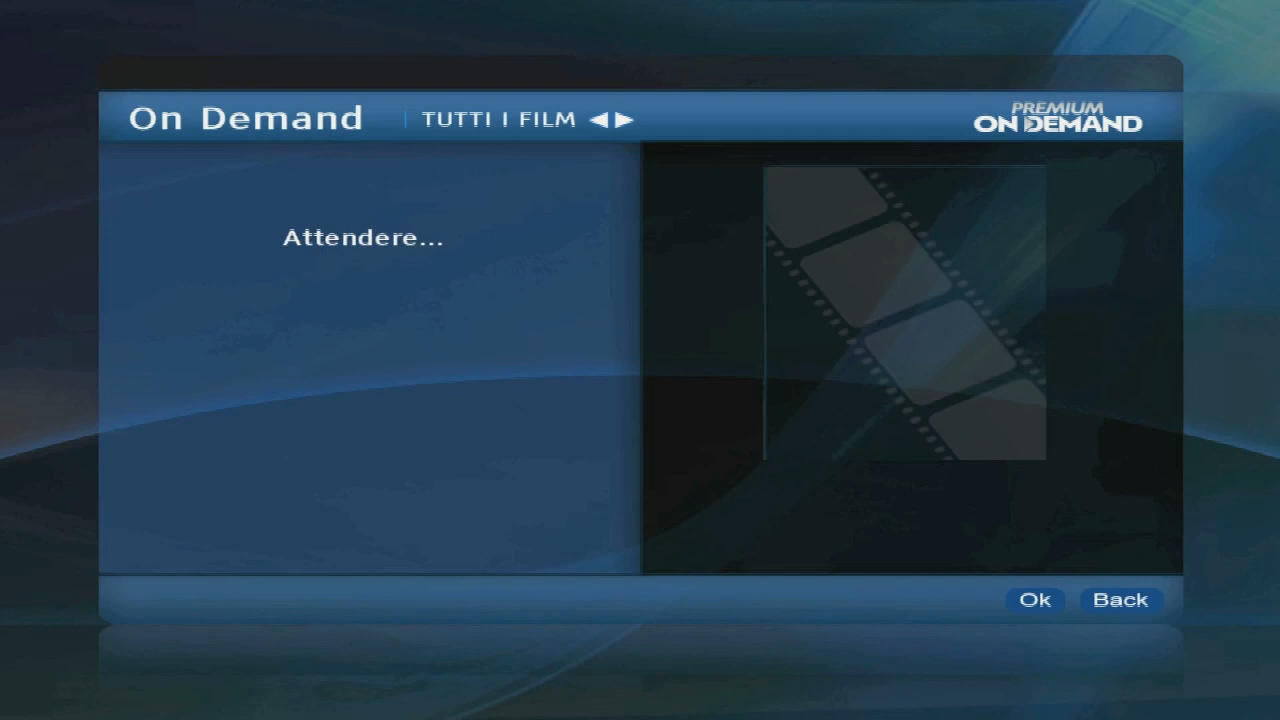 On Demand TUTTI I FILM
PREMIUM
ON DEMAND
Attendere...
Ok Back